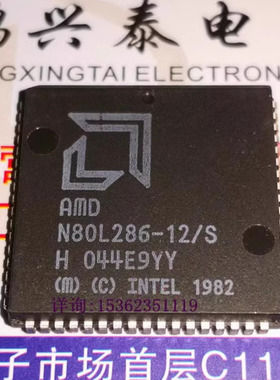 兴泰电
GXINGTAI ELECTRON
AMD
N80L286-12/S
H 044E9YY
(M) (C) INTEL 1982
详询:15362351119
子市场首层C11